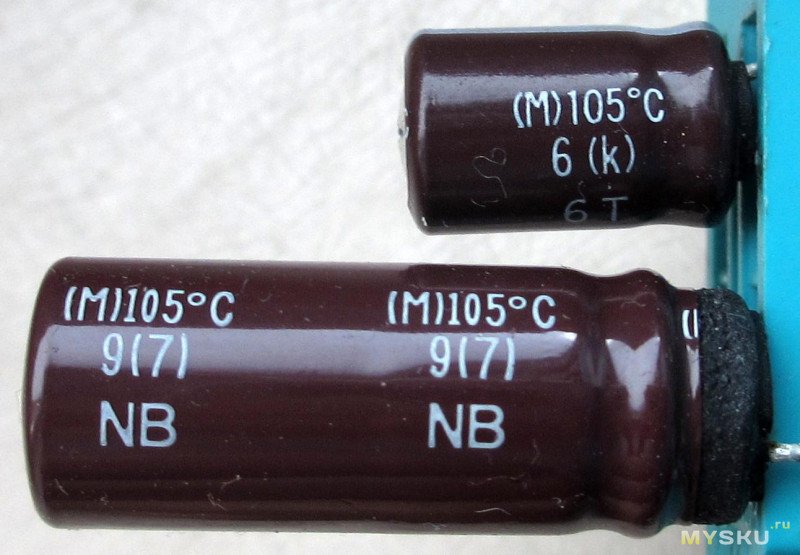 (M)105°C
6 (k)
6 T
(M)105°C (M)105°C (
9(7) 9(7)
NB NB
MYSKU.ru